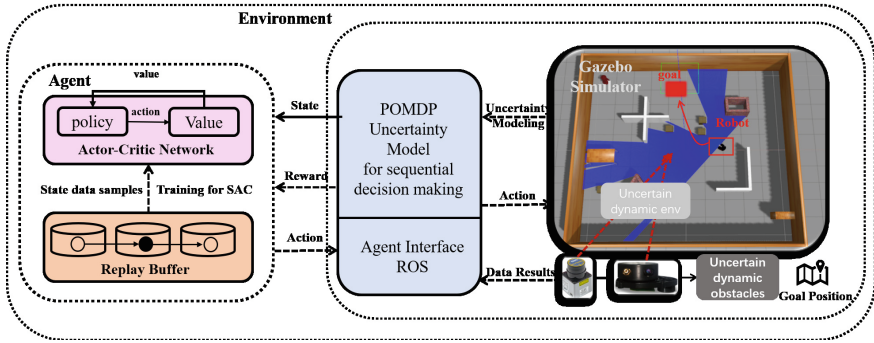 Environment
Agent
value
policy
action
Value
Actor-Critic Network
State data samples
Training for SAC
Replay Buffer
State
Reward
Action
POMDP
Uncertainty
Model
for sequential
decision making
Agent Interface
ROS
Uncertainty
Modeling
Action
Data Results
Gazebo
Simulator
goal
Robot
Uncertain
dynamic env
Uncertain
dynamic
obstacles
Goal Position